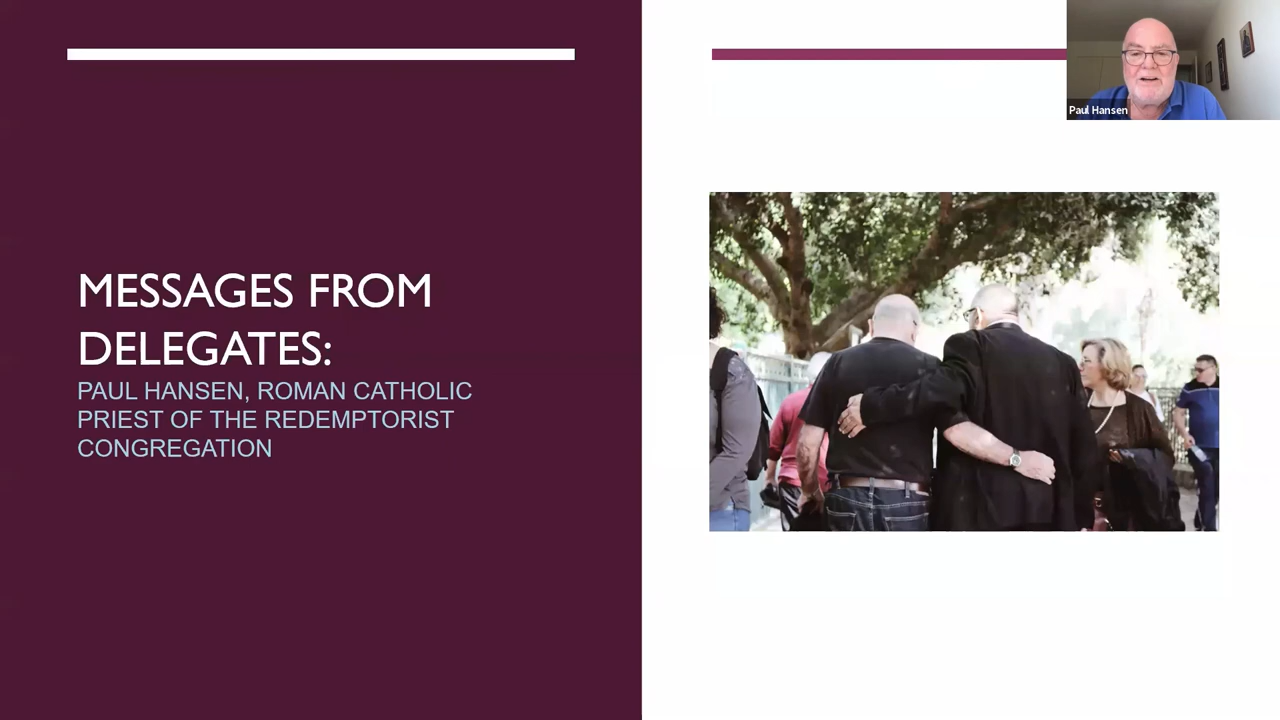 Paul Hansen
MESSAGES FROM
DELEGATES:
PAUL HANSEN, ROMAN CATHOLIC
PRIEST OF THE REDEMPTORIST
CONGREGATION